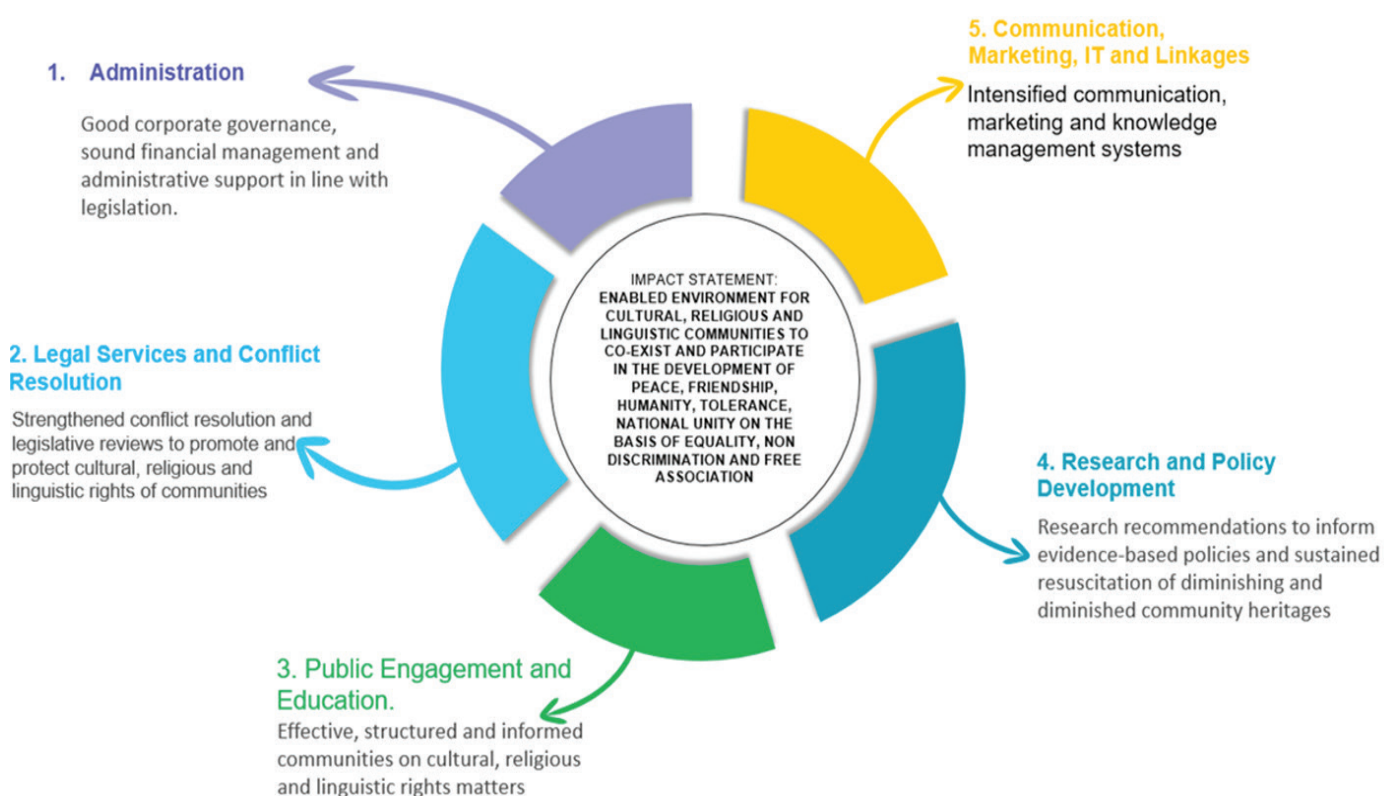 1. Administration
Good corporate governance,
sound financial management and
administrative support in line with
legislation.
2. Legal Services and Conflict
Resolution
Strengthened conflict resolution and
legislative reviews to promote and
protect cultural, religious and
linguistic rights of communities
3. Public Engagement and
Education.
Effective, structured and informed
communities on cultural, religious
and linguistic rights matters
4. Research and Policy
Development
Research recommendations to inform
evidence-based policies and sustained
resuscitation of diminishing and
diminished community heritages
5. Communication,
Marketing, IT and Linkages
Intensified communication,
marketing and knowledge
management systems
IMPACT STATEMENT:
ENABLED ENVIRONMENT FOR
CULTURAL, RELIGIOUS AND
LINGUISTIC COMMUNITIES TO
CO-EXIST AND PARTICIPATE
IN THE DEVELOPMENT OF
PEACE, FRIENDSHIP,
HUMANITY, TOLERANCE,
NATIONAL UNITY ON THE
BASIS OF EQUALITY, NON
DISCRIMINATION AND FREE
ASSOCIATION